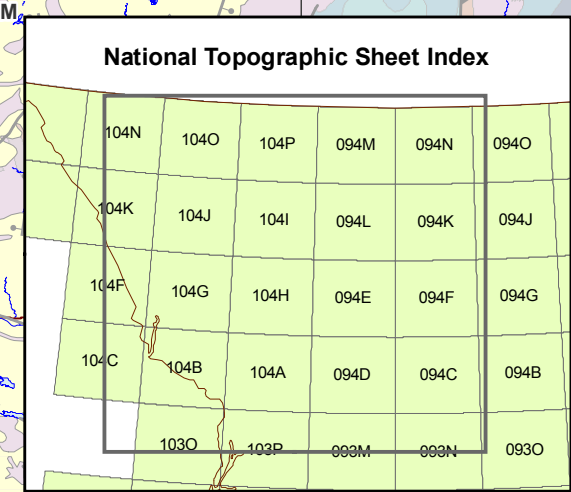 M
National Topographic Sheet Index
104N 104O 104P 094M 094N 094O
104K 104J 104I 094L 094K 094J
104F 104G 104H 094E 094F 094G
104C 104B 104A 094D 094C 094B
103O 103P 093M 093N 093O